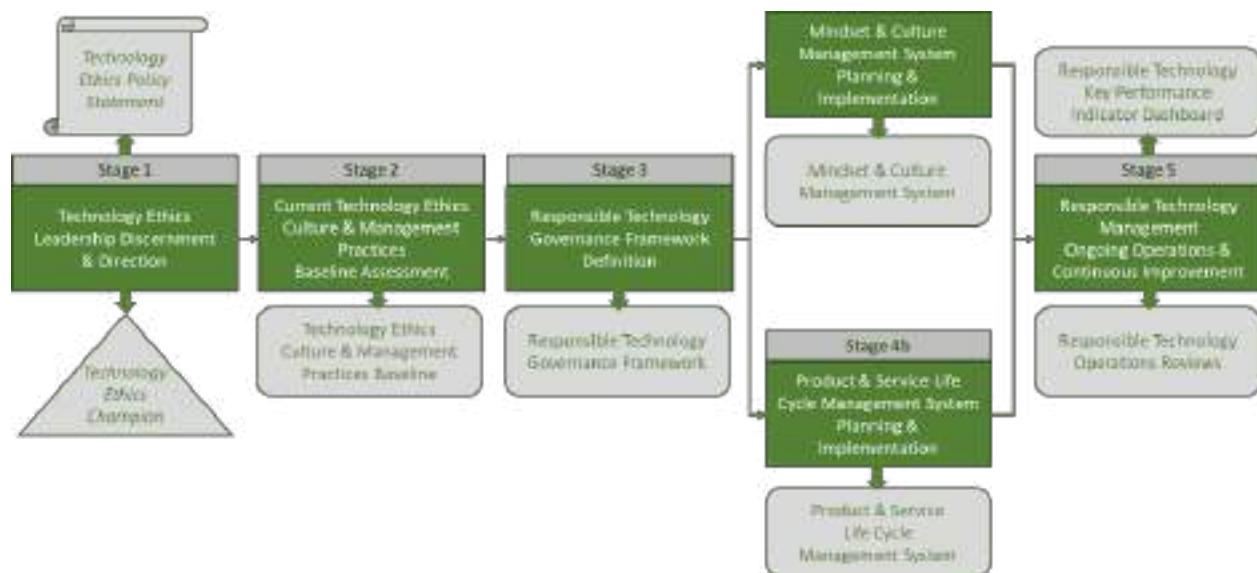 Technology
Ethics Policy
Statement
Stage 1
Technology Ethics
Leadership Discernment
& Direction
Technology
Ethics
Champion
Stage 2
Current Technology Ethics
Culture & Management
Practices
Baseline Assessment
Technology Ethics
Culture & Management
Practices Baseline
Stage 3
Responsible Technology
Governance Framework
Definition
Responsible Technology
Governance Framework
Mindset & Culture
Management System
Planning &
Implementation
Mindset & Culture
Management System
Stage 4b
Product & Service Life
Cycle Management System
Planning &
Implementation
Product & Service
Life Cycle
Management System
Responsible Technology
Key Performance
Indicator Dashboard
Stage 5
Responsible Technology
Management
Ongoing Operations &
Continuous Improvement
Responsible Technology
Operations Reviews